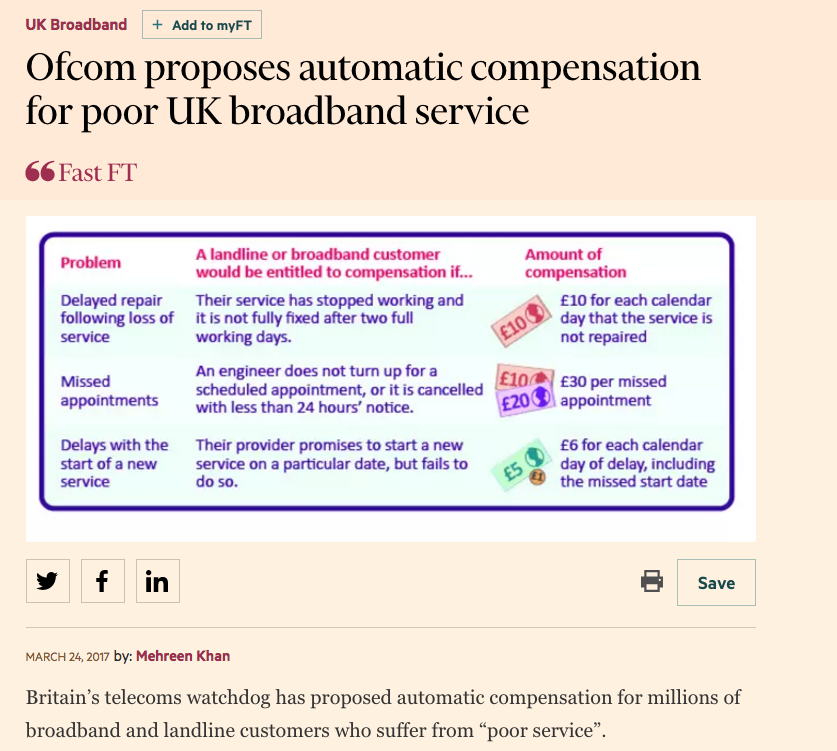 UK Broadband
+ Add to myFT
Ofcom proposes automatic compensation
for poor UK broadband service
Fast FT
Problem
A landline or broadband customer
would be entitled to compensation if...
Amount of
compensation
Delayed repair
following loss of
service
Their service has stopped working and
it is not fully fixed after two full
working days.
£10
£10 for each calendar
day that the service is
not repaired
Missed
appointments
An engineer does not turn up for a
scheduled appointment, or it is cancelled
with less than 24 hours’ notice.
£10
£20
£30 per missed
appointment
Delays with the
start of a new
service
Their provider promises to start a new
service on a particular date, but fails to
do so.
£5
£1
£6 for each calendar
day of delay, including
the missed start date
Save
MARCH 24, 2017 by: Mehreen Khan
Britain’s telecoms watchdog has proposed automatic compensation for millions of
broadband and landline customers who suffer from “poor service”.